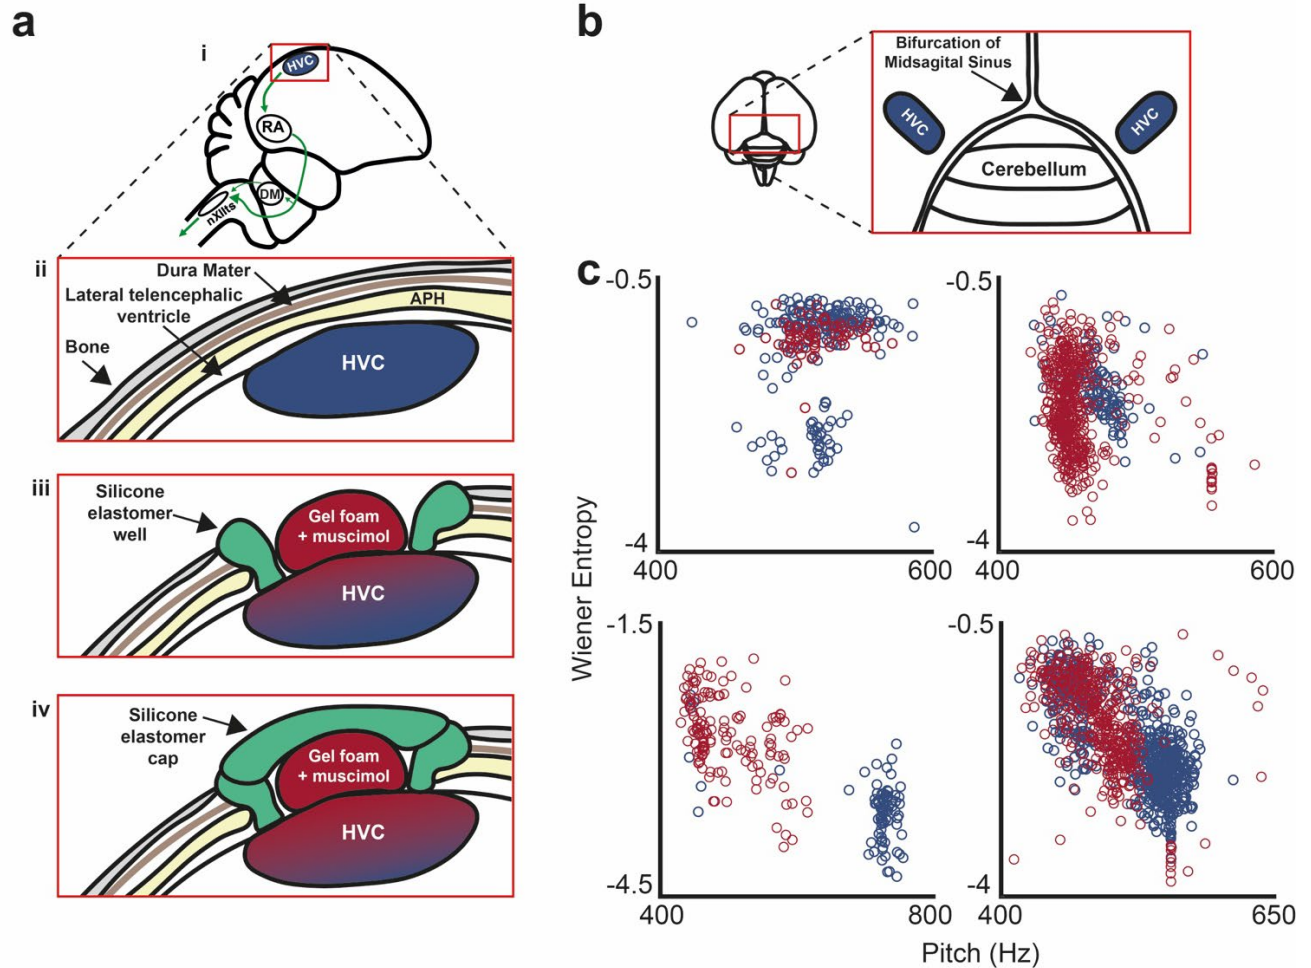 a
i
HVC
RA
DM
nXIIts
ii
Dura Mater
Lateral telencephalic
ventricle
Bone
APH
HVC
iii
Silicone
elastomer
well
Gel foam
+ muscimol
HVC
iv
Silicone
elastomer
cap
Gel foam
+ muscimol
HVC
b
Bifurcation of
Midsagital Sinus
HVC
HVC
Cerebellum
c
Wiener Entropy
-0.5
-4
400
600
-0.5
-4
400
600
-1.5
-4.5
400
800
-0.5
-4
400
650
Pitch (Hz)